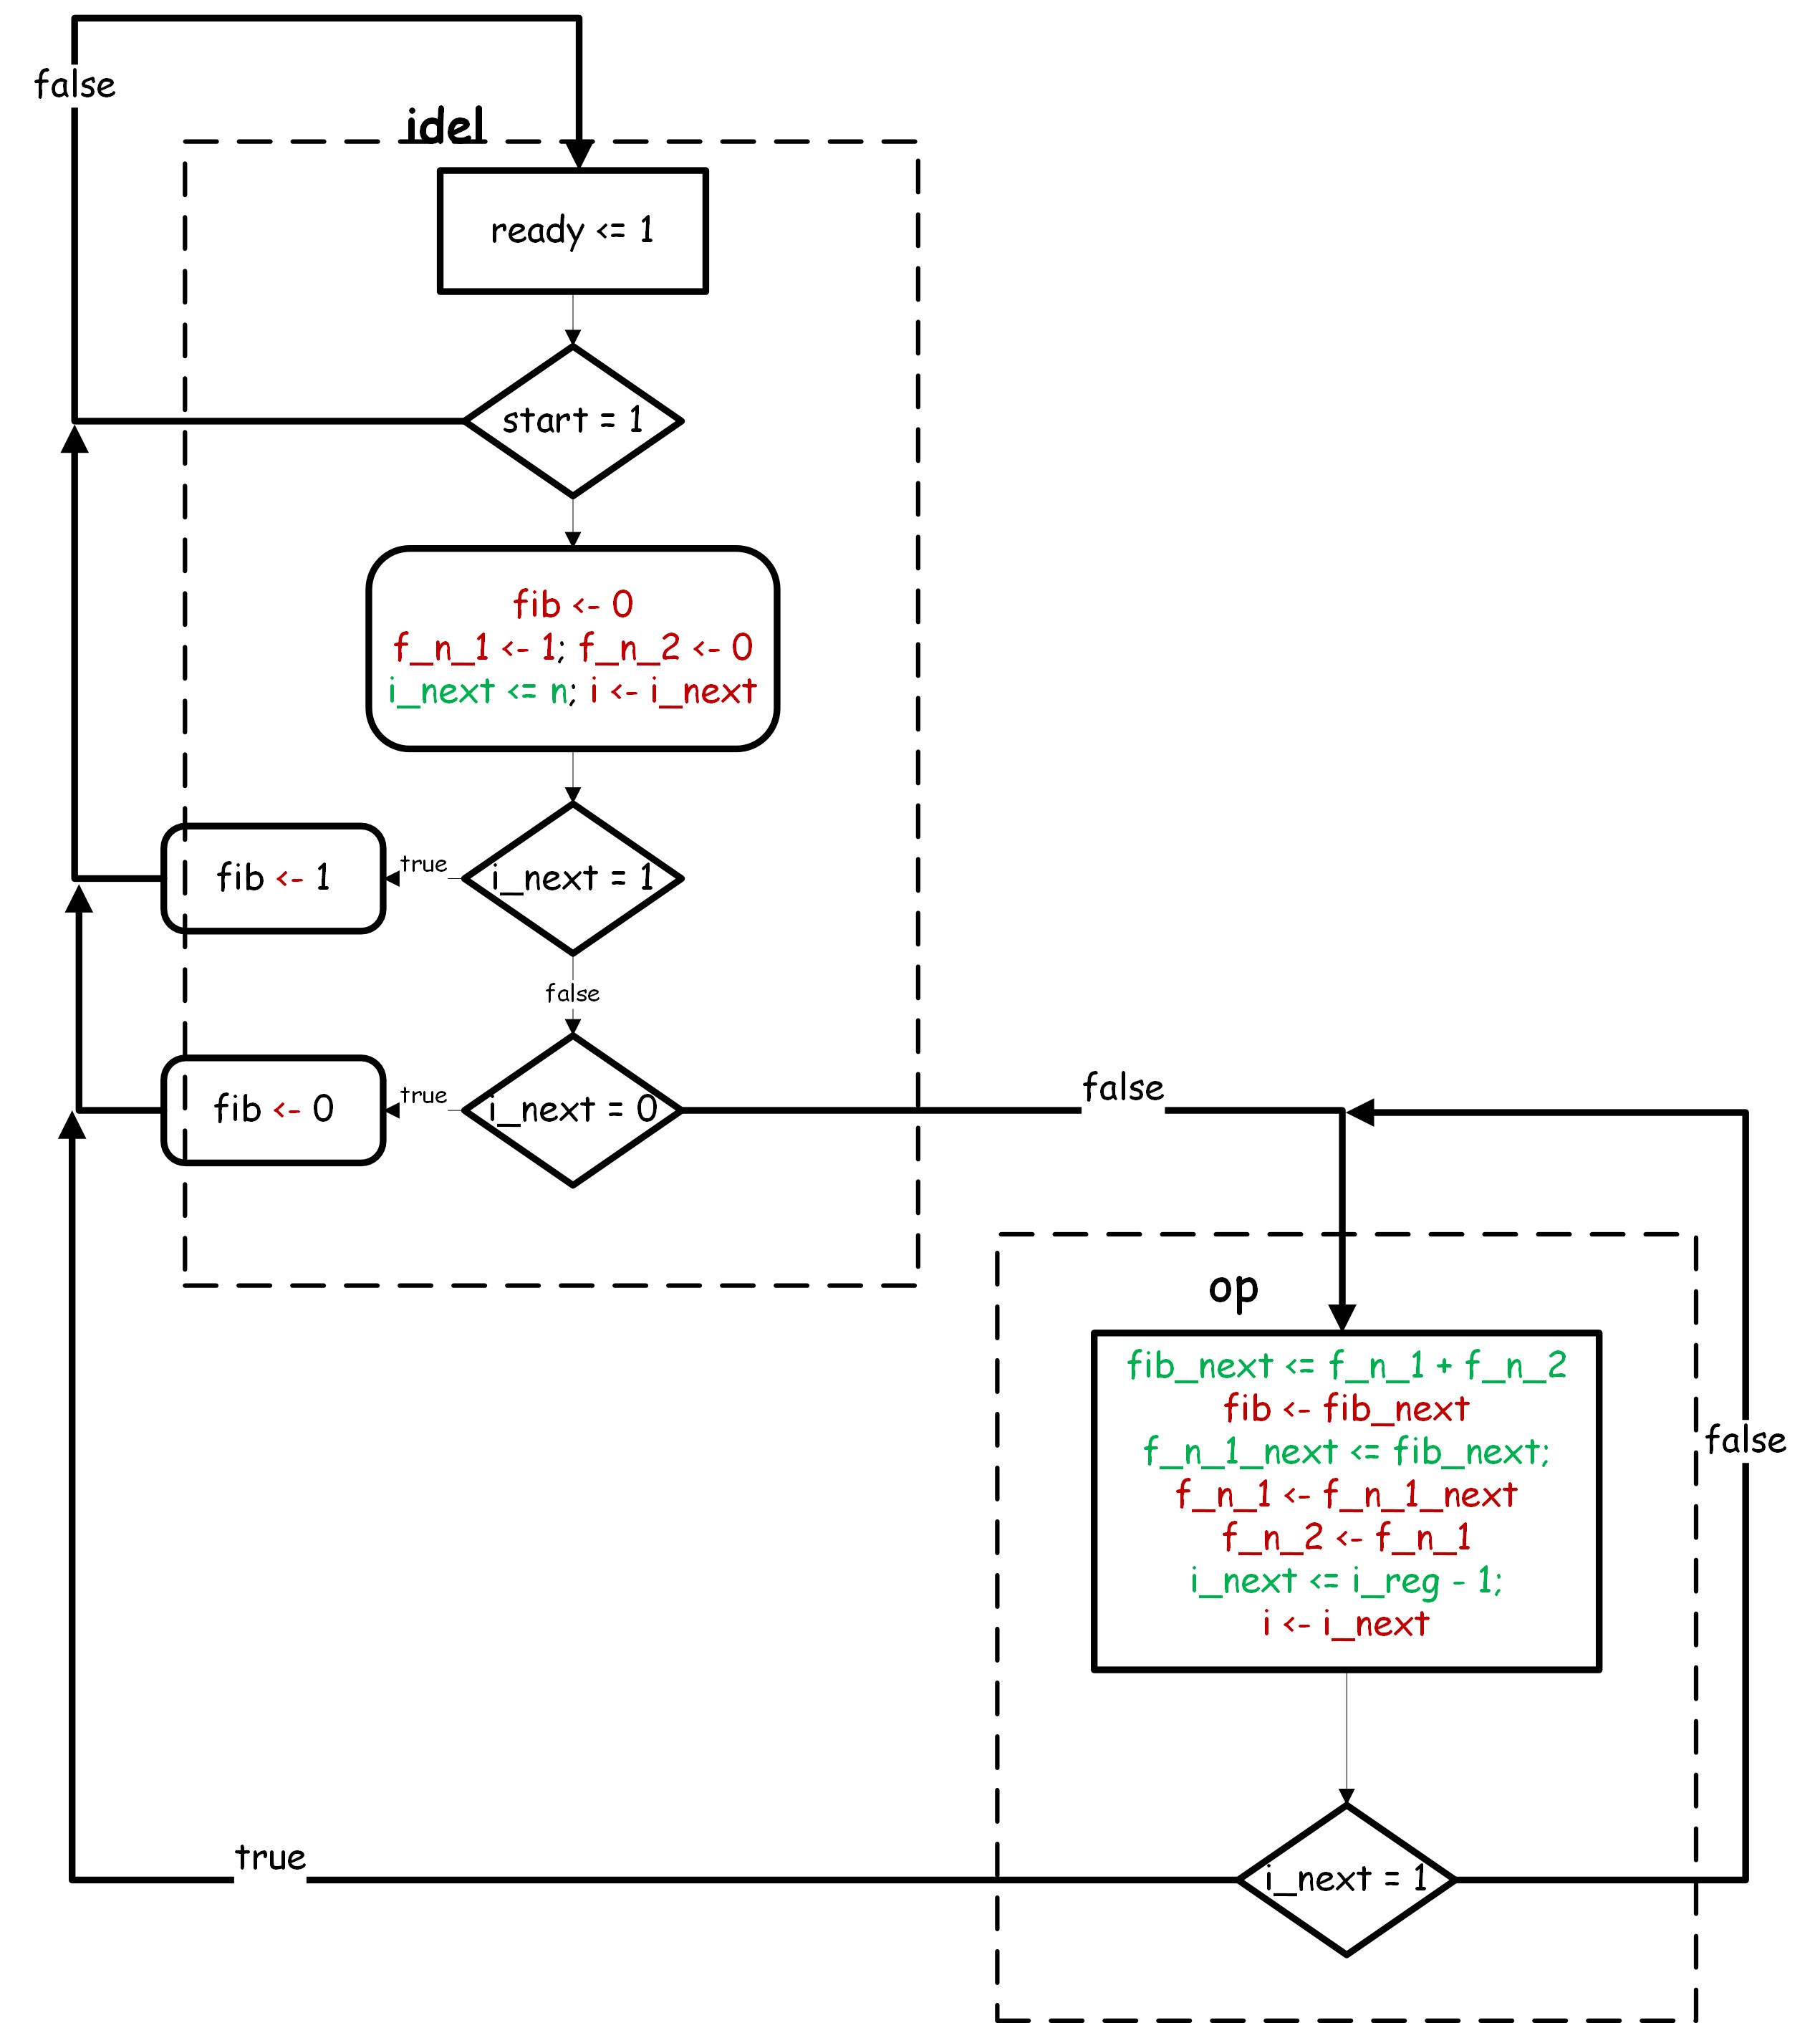 false
idel
ready <= 1
start = 1
fib <- 0
f_n_1 <- 1; f_n_2 <- 0
i_next <= n; i <- i_next
fib <- 1
true
i_next = 1
false
fib <- 0
true
i_next = 0
false
op
fib_next <= f_n_1 + f_n_2
fib <- fib_next
f_n_1_next <= fib_next;
f_n_1 <- f_n_1_next
f_n_2 <- f_n_1
i_next <= i_reg - 1;
i <- i_next
false
true
i_next = 1